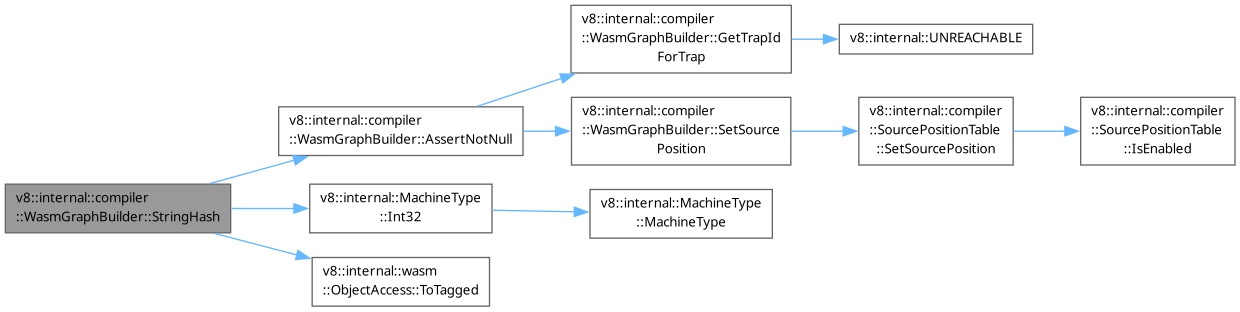 v8::internal::compiler
::WasmGraphBuilder::StringHash
v8::internal::compiler
::WasmGraphBuilder::AssertNotNull
v8::internal::compiler
::WasmGraphBuilder::GetTrapId
ForTrap
v8::internal::UNREACHABLE
v8::internal::compiler
::WasmGraphBuilder::SetSource
Position
v8::internal::compiler
::SourcePositionTable
::SetSourcePosition
v8::internal::compiler
::SourcePositionTable
::IsEnabled
v8::internal::MachineType
::Int32
v8::internal::MachineType
::MachineType
v8::internal::wasm
::ObjectAccess::ToTagged